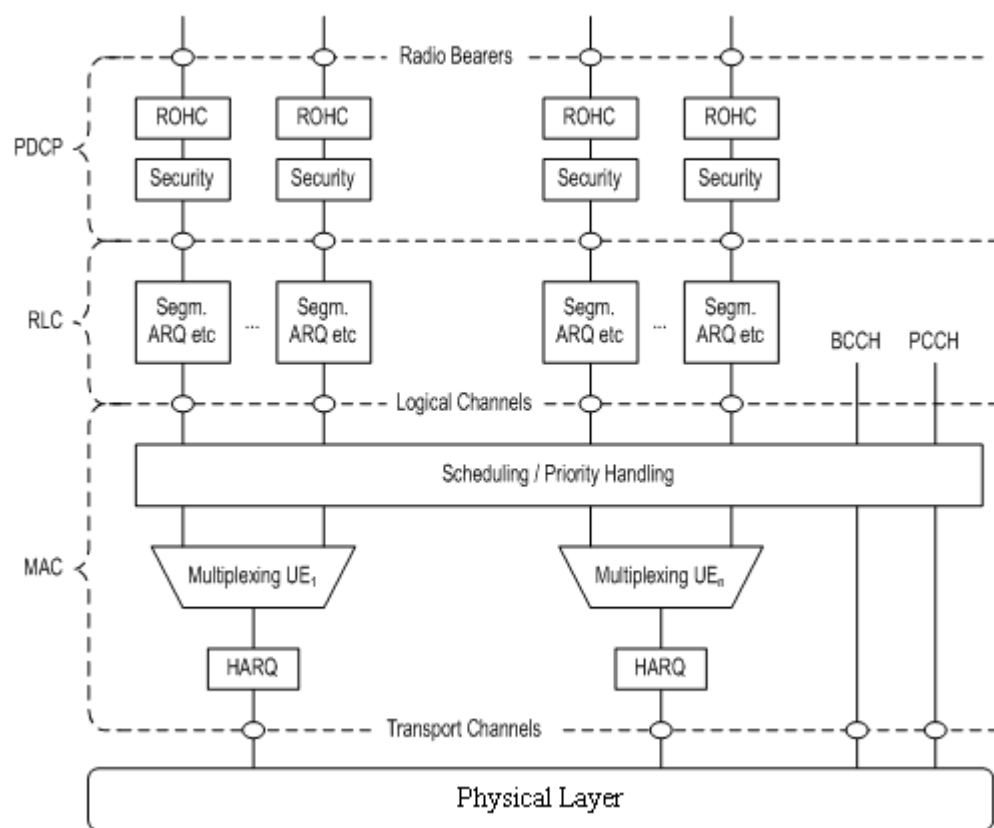 Radio Bearers
ROHC ROHC ROHC ROHC
PDCP
Security Security Security Security
RLC
Segm. ARQ etc ... Segm. ARQ etc Segm. ARQ etc ... Segm. ARQ etc
BCCH PCCH
Logical Channels
Scheduling / Priority Handling
MAC
Multiplexing UE1 Multiplexing UEn
HARQ HARQ
Transport Channels
Physical Layer